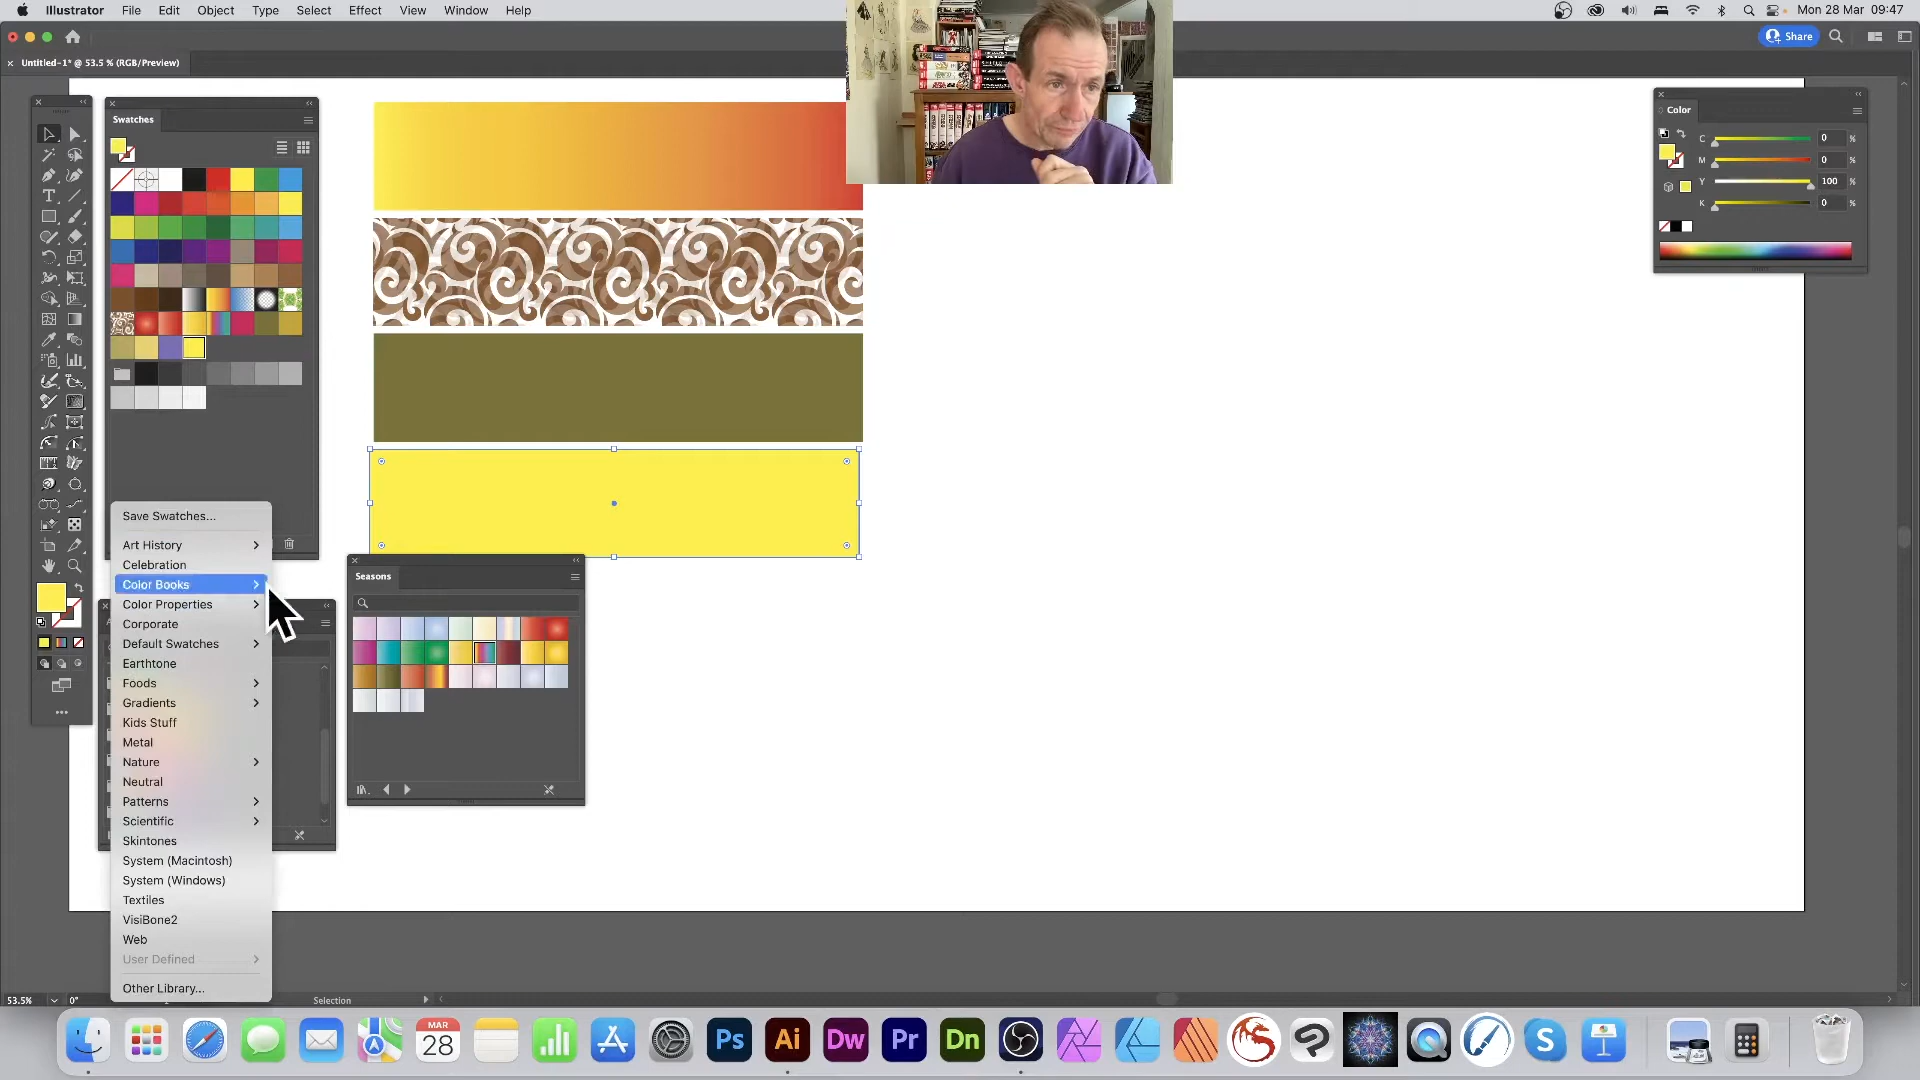 Illustrator File Edit Object Type Select Effect View Window Help
Mon 28 Mar 09:47
Share
Untitled-1* @ 53.5 % (RGB/Preview)
Swatches
Color
C 0 %
M 0 %
Y 100 %
K 0 %
Save Swatches...
Art History
Celebration
Color Books
Color Properties
Corporate
Default Swatches
Earthtone
Foods
Gradients
Kids Stuff
Metal
Nature
Neutral
Patterns
Scientific
Skintones
System (Macintosh)
System (Windows)
Textiles
VisiBone2
Web
User Defined
Other Library...
Seasons
53.5% 0° Selection
MAR
28
Ps
Ai
Dw
Pr
Dn
S